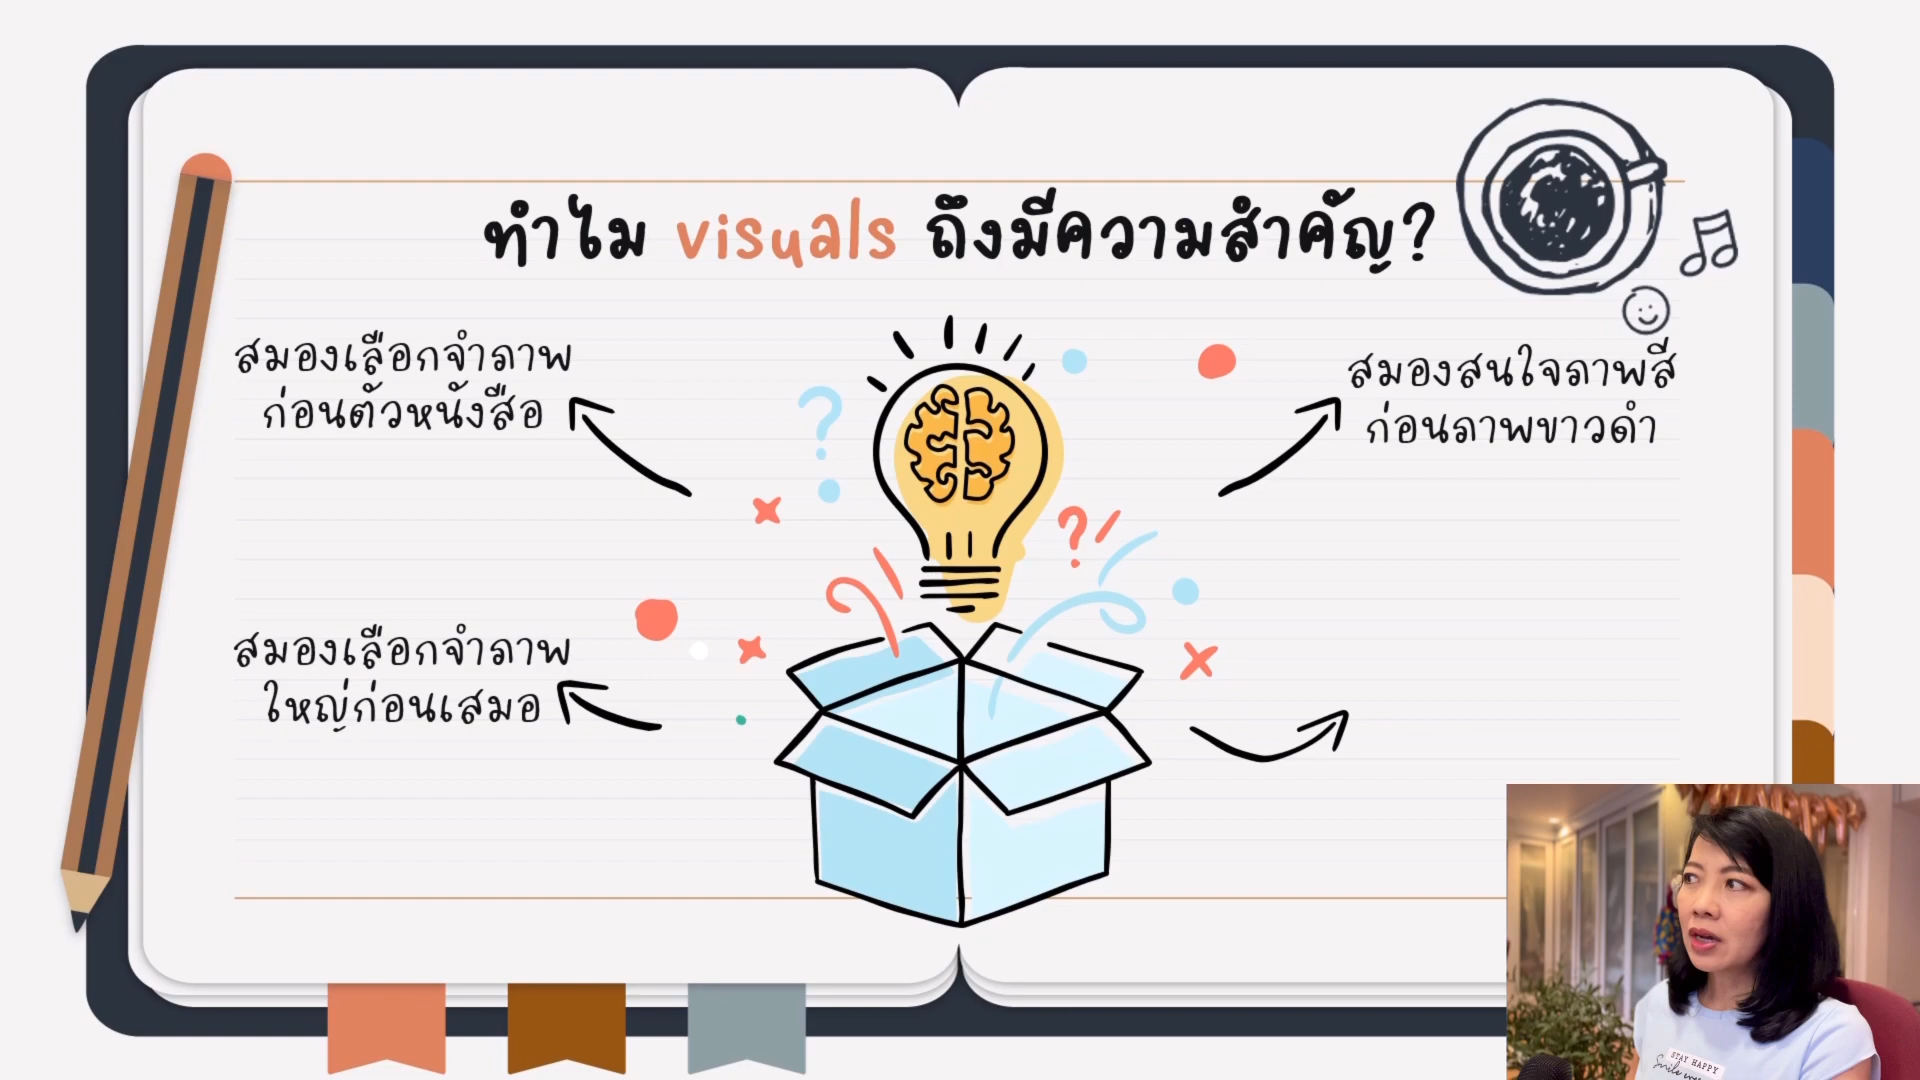 ทำไม visuals ถึงมีความสำคัญ?
สมองเลือกจำภาพ
ก่อนตัวหนังสือ
สมองสนใจภาพสี
ก่อนภาพขาวดำ
สมองเลือกจำภาพ
ใหญ่ก่อนเสมอ
STAY HAPPY